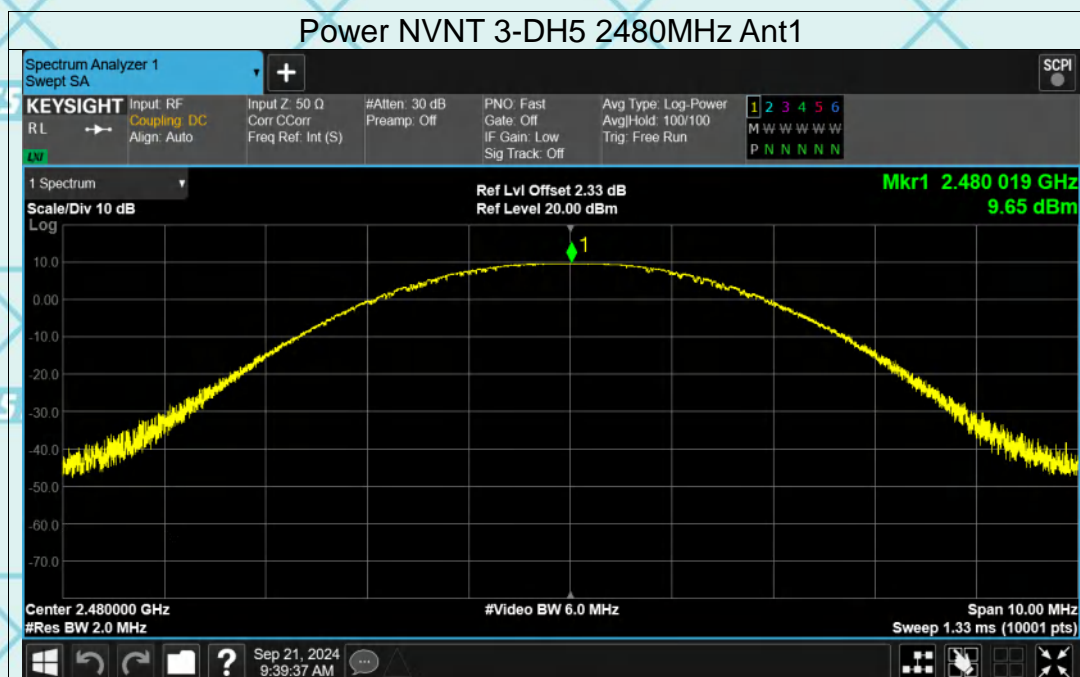 Power NVNT 3-DH5 2480MHz Ant1
Spectrum Analyzer 1
Swept SA
+
SCPI
KEYSIGHT
RL
LXI
Input: RF
Coupling: DC
Align: Auto
Input Z: 50 Ω
Corr CCorr
Freq Ref: Int (S)
#Atten: 30 dB
Preamp: Off
PNO: Fast
Gate: Off
IF Gain: Low
Sig Track: Off
Avg Type: Log-Power
Avg|Hold: 100/100
Trig: Free Run
1 2 3 4 5 6
M W W W W W
P N N N N N
1 Spectrum
Scale/Div 10 dB
Ref Lvl Offset 2.33 dB
Ref Level 20.00 dBm
Mkr1 2.480 019 GHz
9.65 dBm
Log
1
10.0
0.00
-10.0
-20.0
-30.0
-40.0
-50.0
-60.0
-70.0
Center 2.480000 GHz
#Res BW 2.0 MHz
#Video BW 6.0 MHz
Span 10.00 MHz
Sweep 1.33 ms (10001 pts)
?
Sep 21, 2024
9:39:37 AM